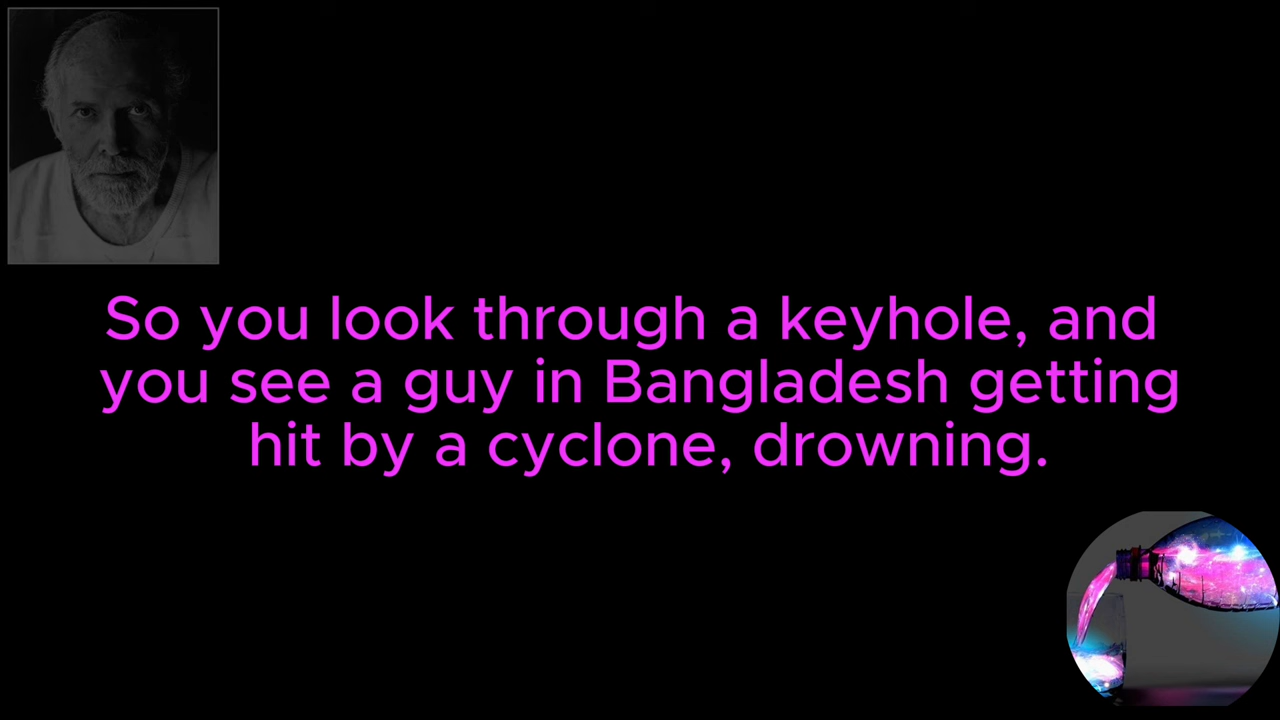 So you look through a keyhole, and
you see a guy in Bangladesh getting
hit by a cyclone, drowning.